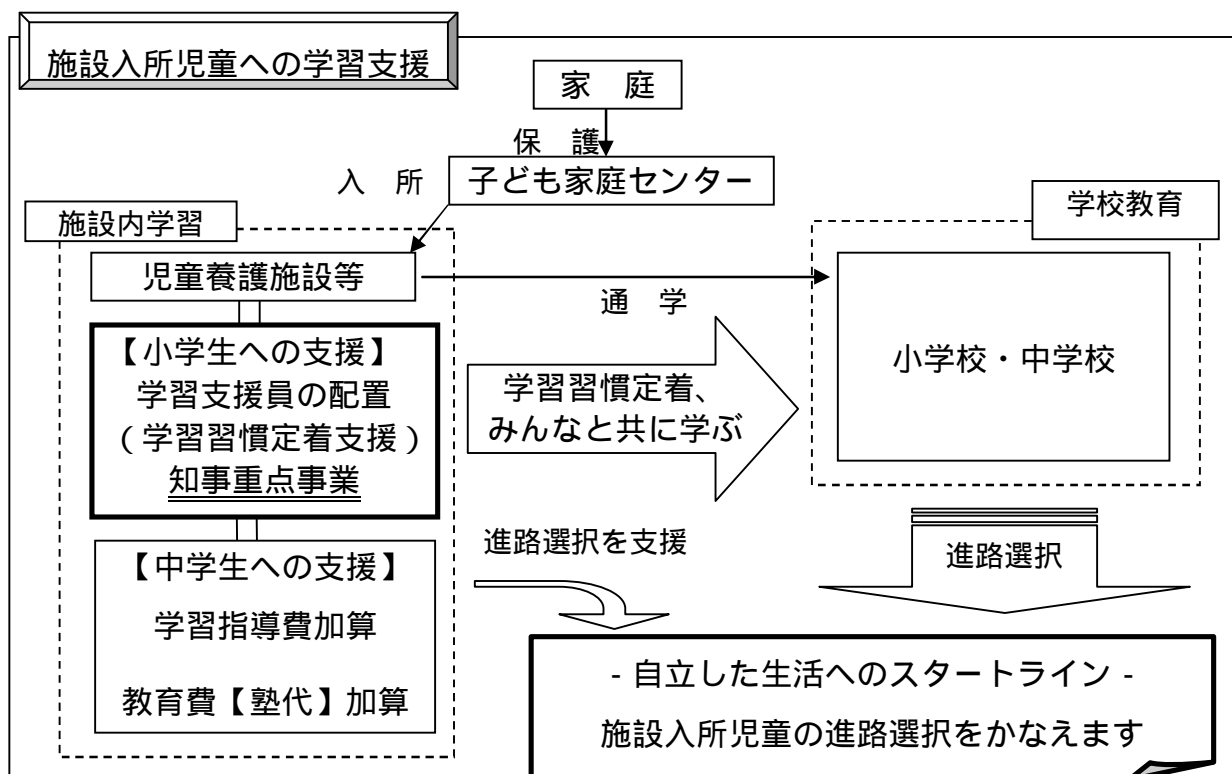 施設入所児童への学習支援
家　庭
保　護
子ども家庭センター
入　所
施設内学習
児童養護施設等
通　学
学校教育
小学校・中学校
【小学生への支援】
学習支援員の配置
（学習習慣定着支援）
知事重点事業
学習習慣定着、
みんなと共に学ぶ
【中学生への支援】
学習指導費加算
教育費【塾代】加算
進路選択を支援
進路選択
- 自立した生活へのスタートライン -
施設入所児童の進路選択をかなえます